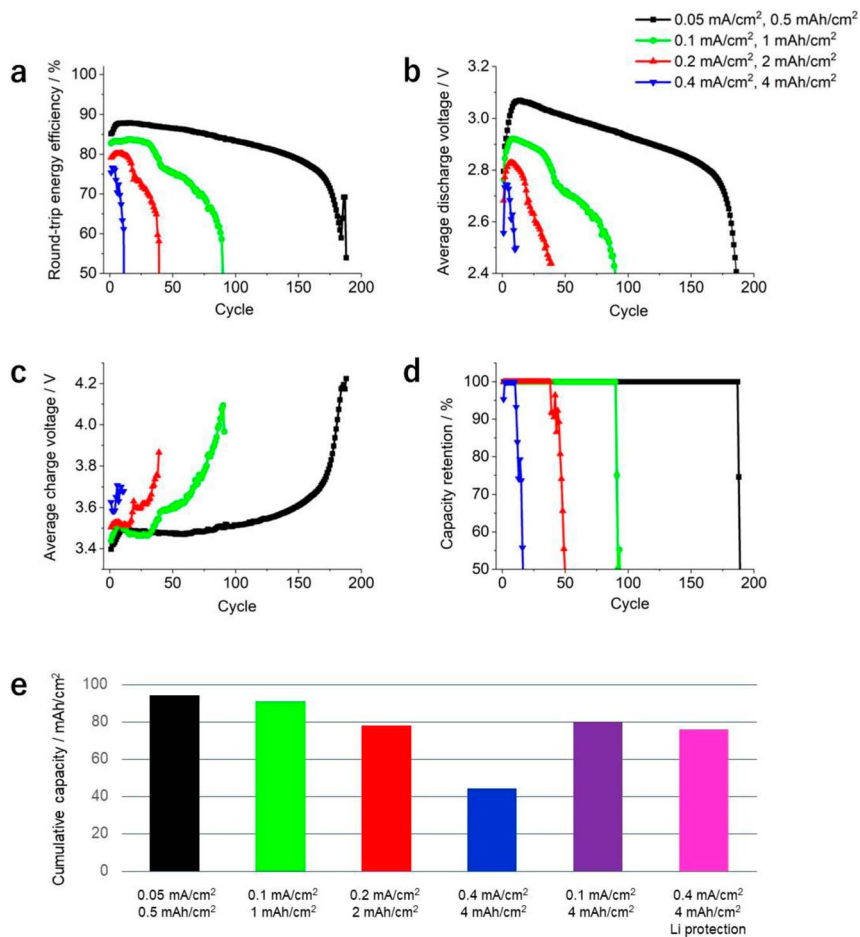 0.05 mA/cm², 0.5 mAh/cm²
0.1 mA/cm², 1 mAh/cm²
0.2 mA/cm², 2 mAh/cm²
0.4 mA/cm², 4 mAh/cm²
a
Round-trip energy efficiency / %
100
95
90
80
70
60
50
0
50
100
150
200
Cycle
b
Average discharge voltage / V
3.2
3.0
2.8
2.6
2.4
0
50
100
150
200
Cycle
c
Average charge voltage / V
4.2
4.0
3.8
3.6
3.4
0
50
100
150
200
Cycle
d
Capacity retention / %
100
90
80
70
60
50
0
50
100
150
200
Cycle
e
Cumulative capacity / mAh/cm²
100
80
60
40
20
0
0.05 mA/cm²
0.5 mAh/cm²
0.1 mA/cm²
1 mAh/cm²
0.2 mA/cm²
2 mAh/cm²
0.4 mA/cm²
4 mAh/cm²
0.1 mA/cm²
4 mAh/cm²
0.4 mA/cm²
4 mAh/cm²
Li protection